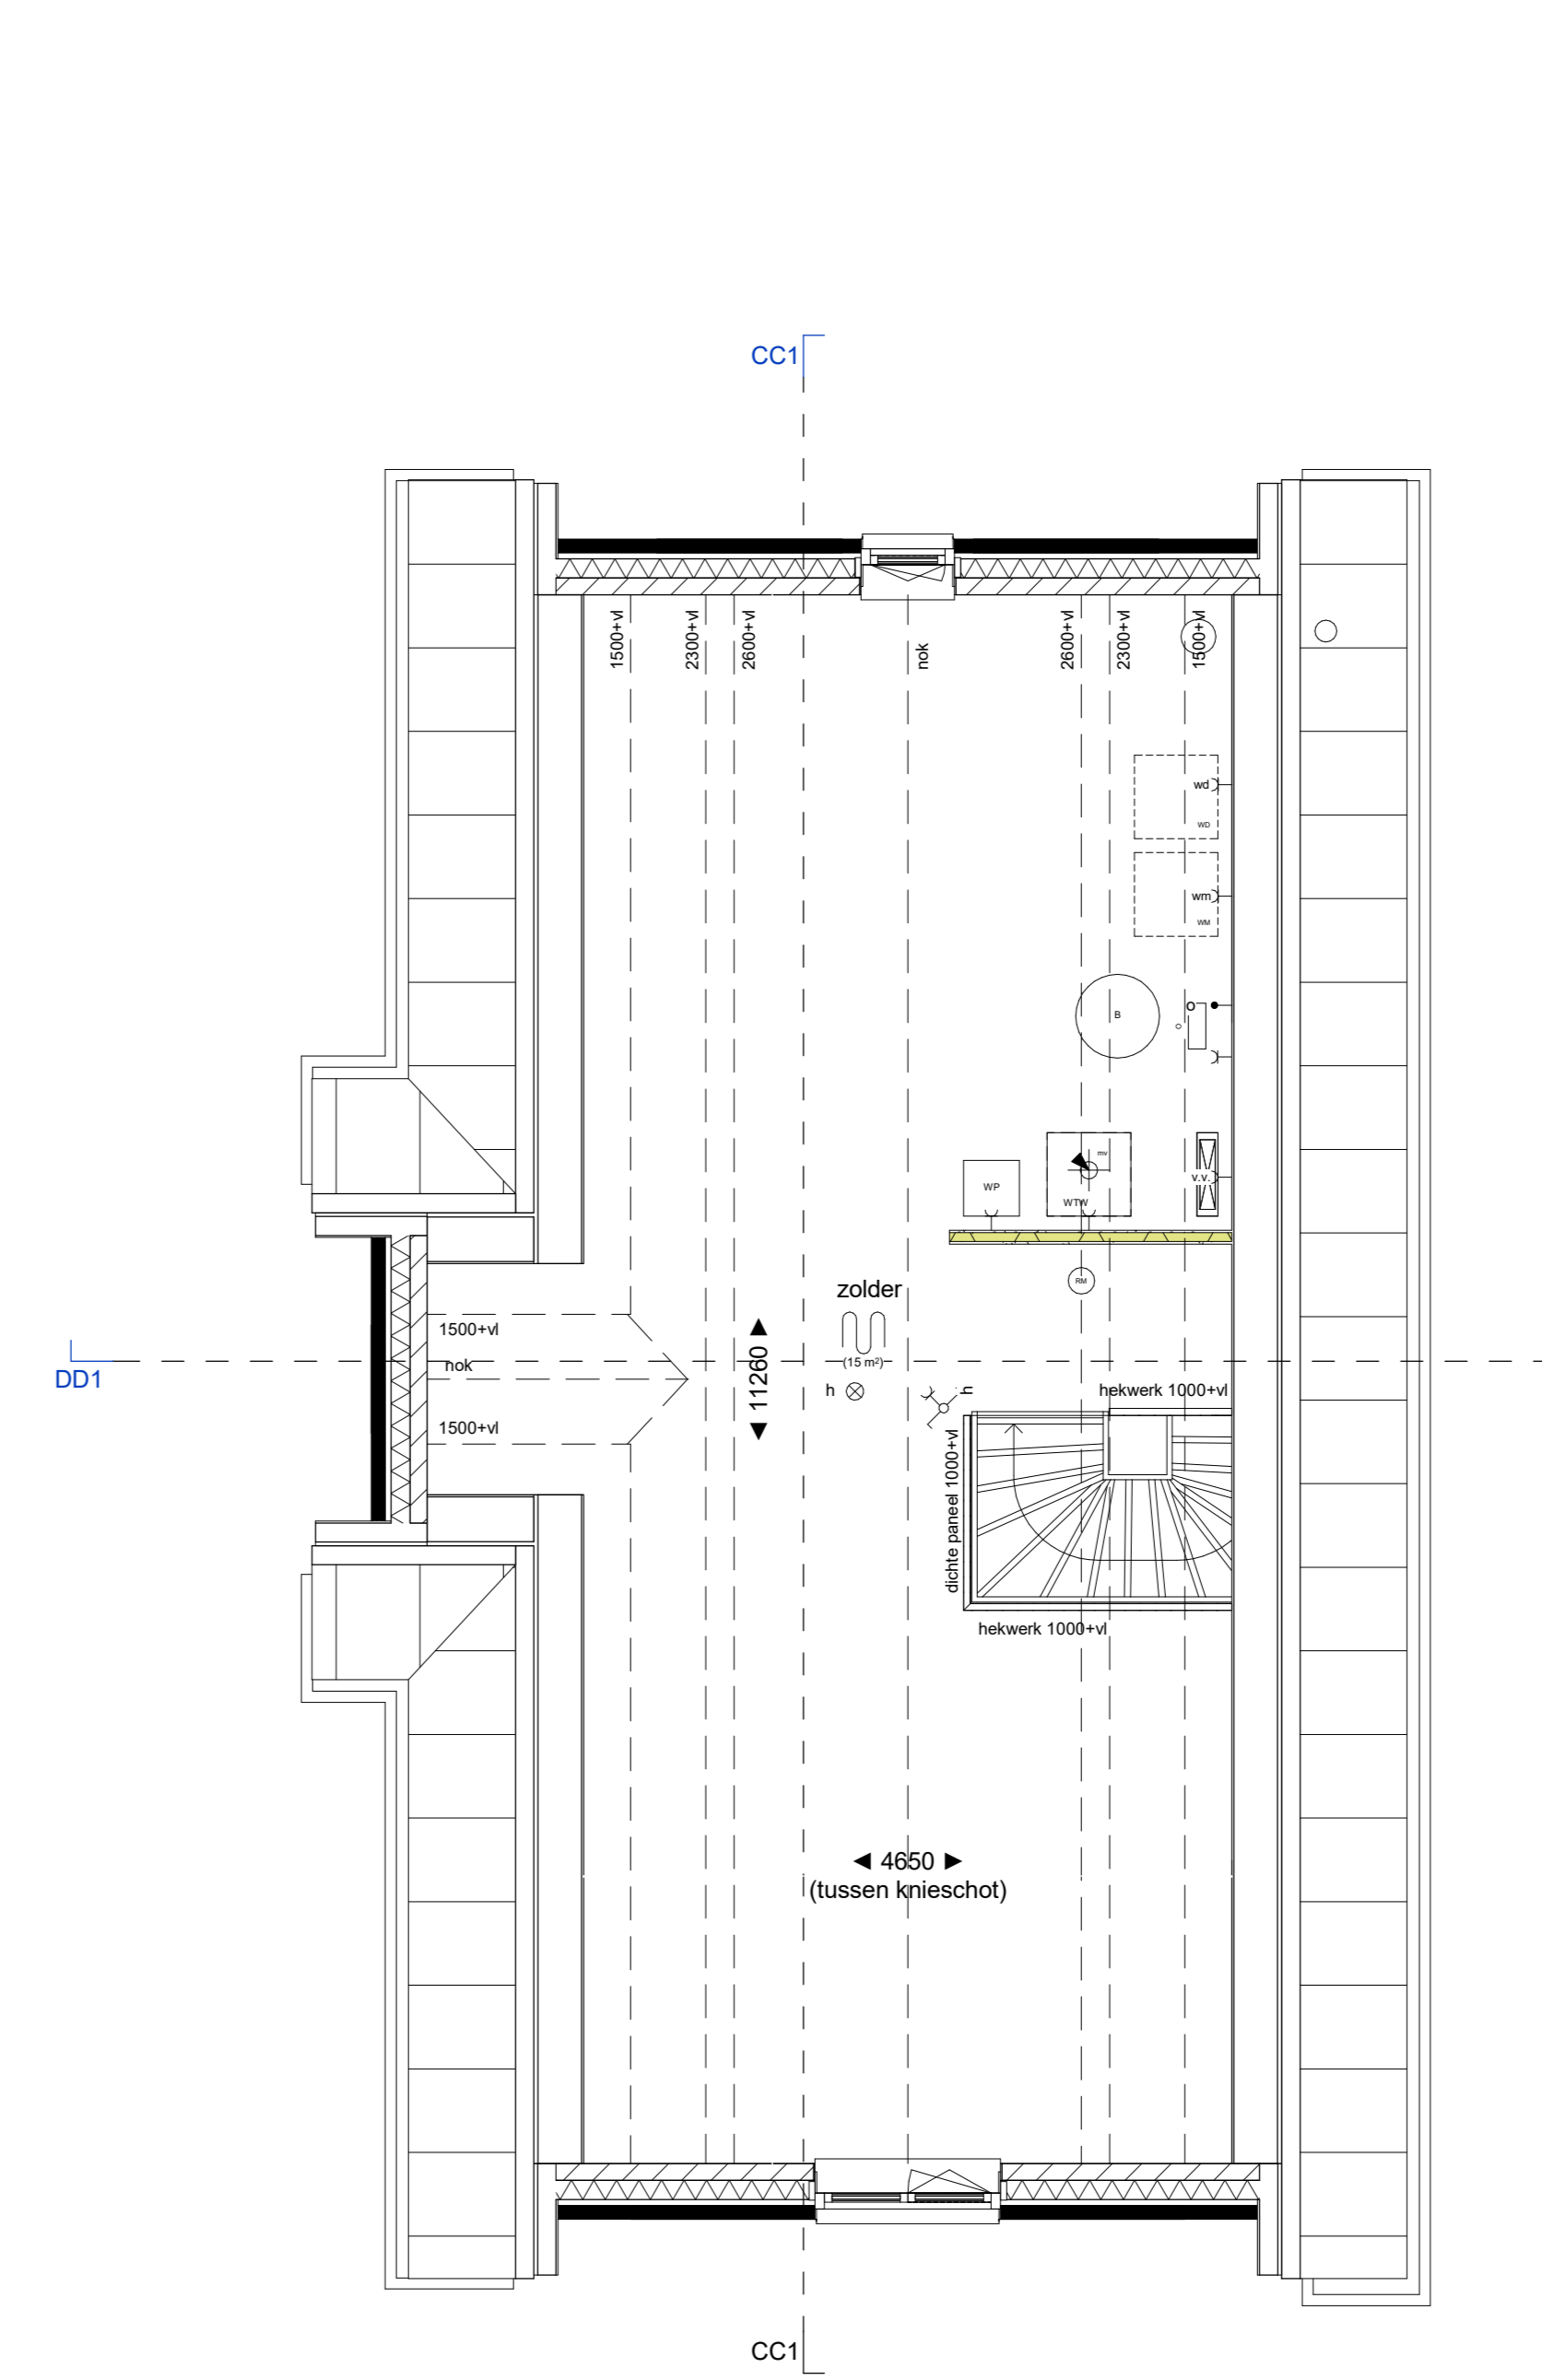 CC1
1500+vl
2300+vl
2600+vl
nok
2600+vl
2300+vl
1500+vl
wd
WD
wm
WM
B
mv
WP
WTW
v.v.
RM
zolder
1500+vl
nok
(15 m²)
11260
DD1
h
h
hekwerk 1000+vl
1500+vl
dichte paneel 1000+vl
hekwerk 1000+vl
4650
(tussen knieschot)
CC1